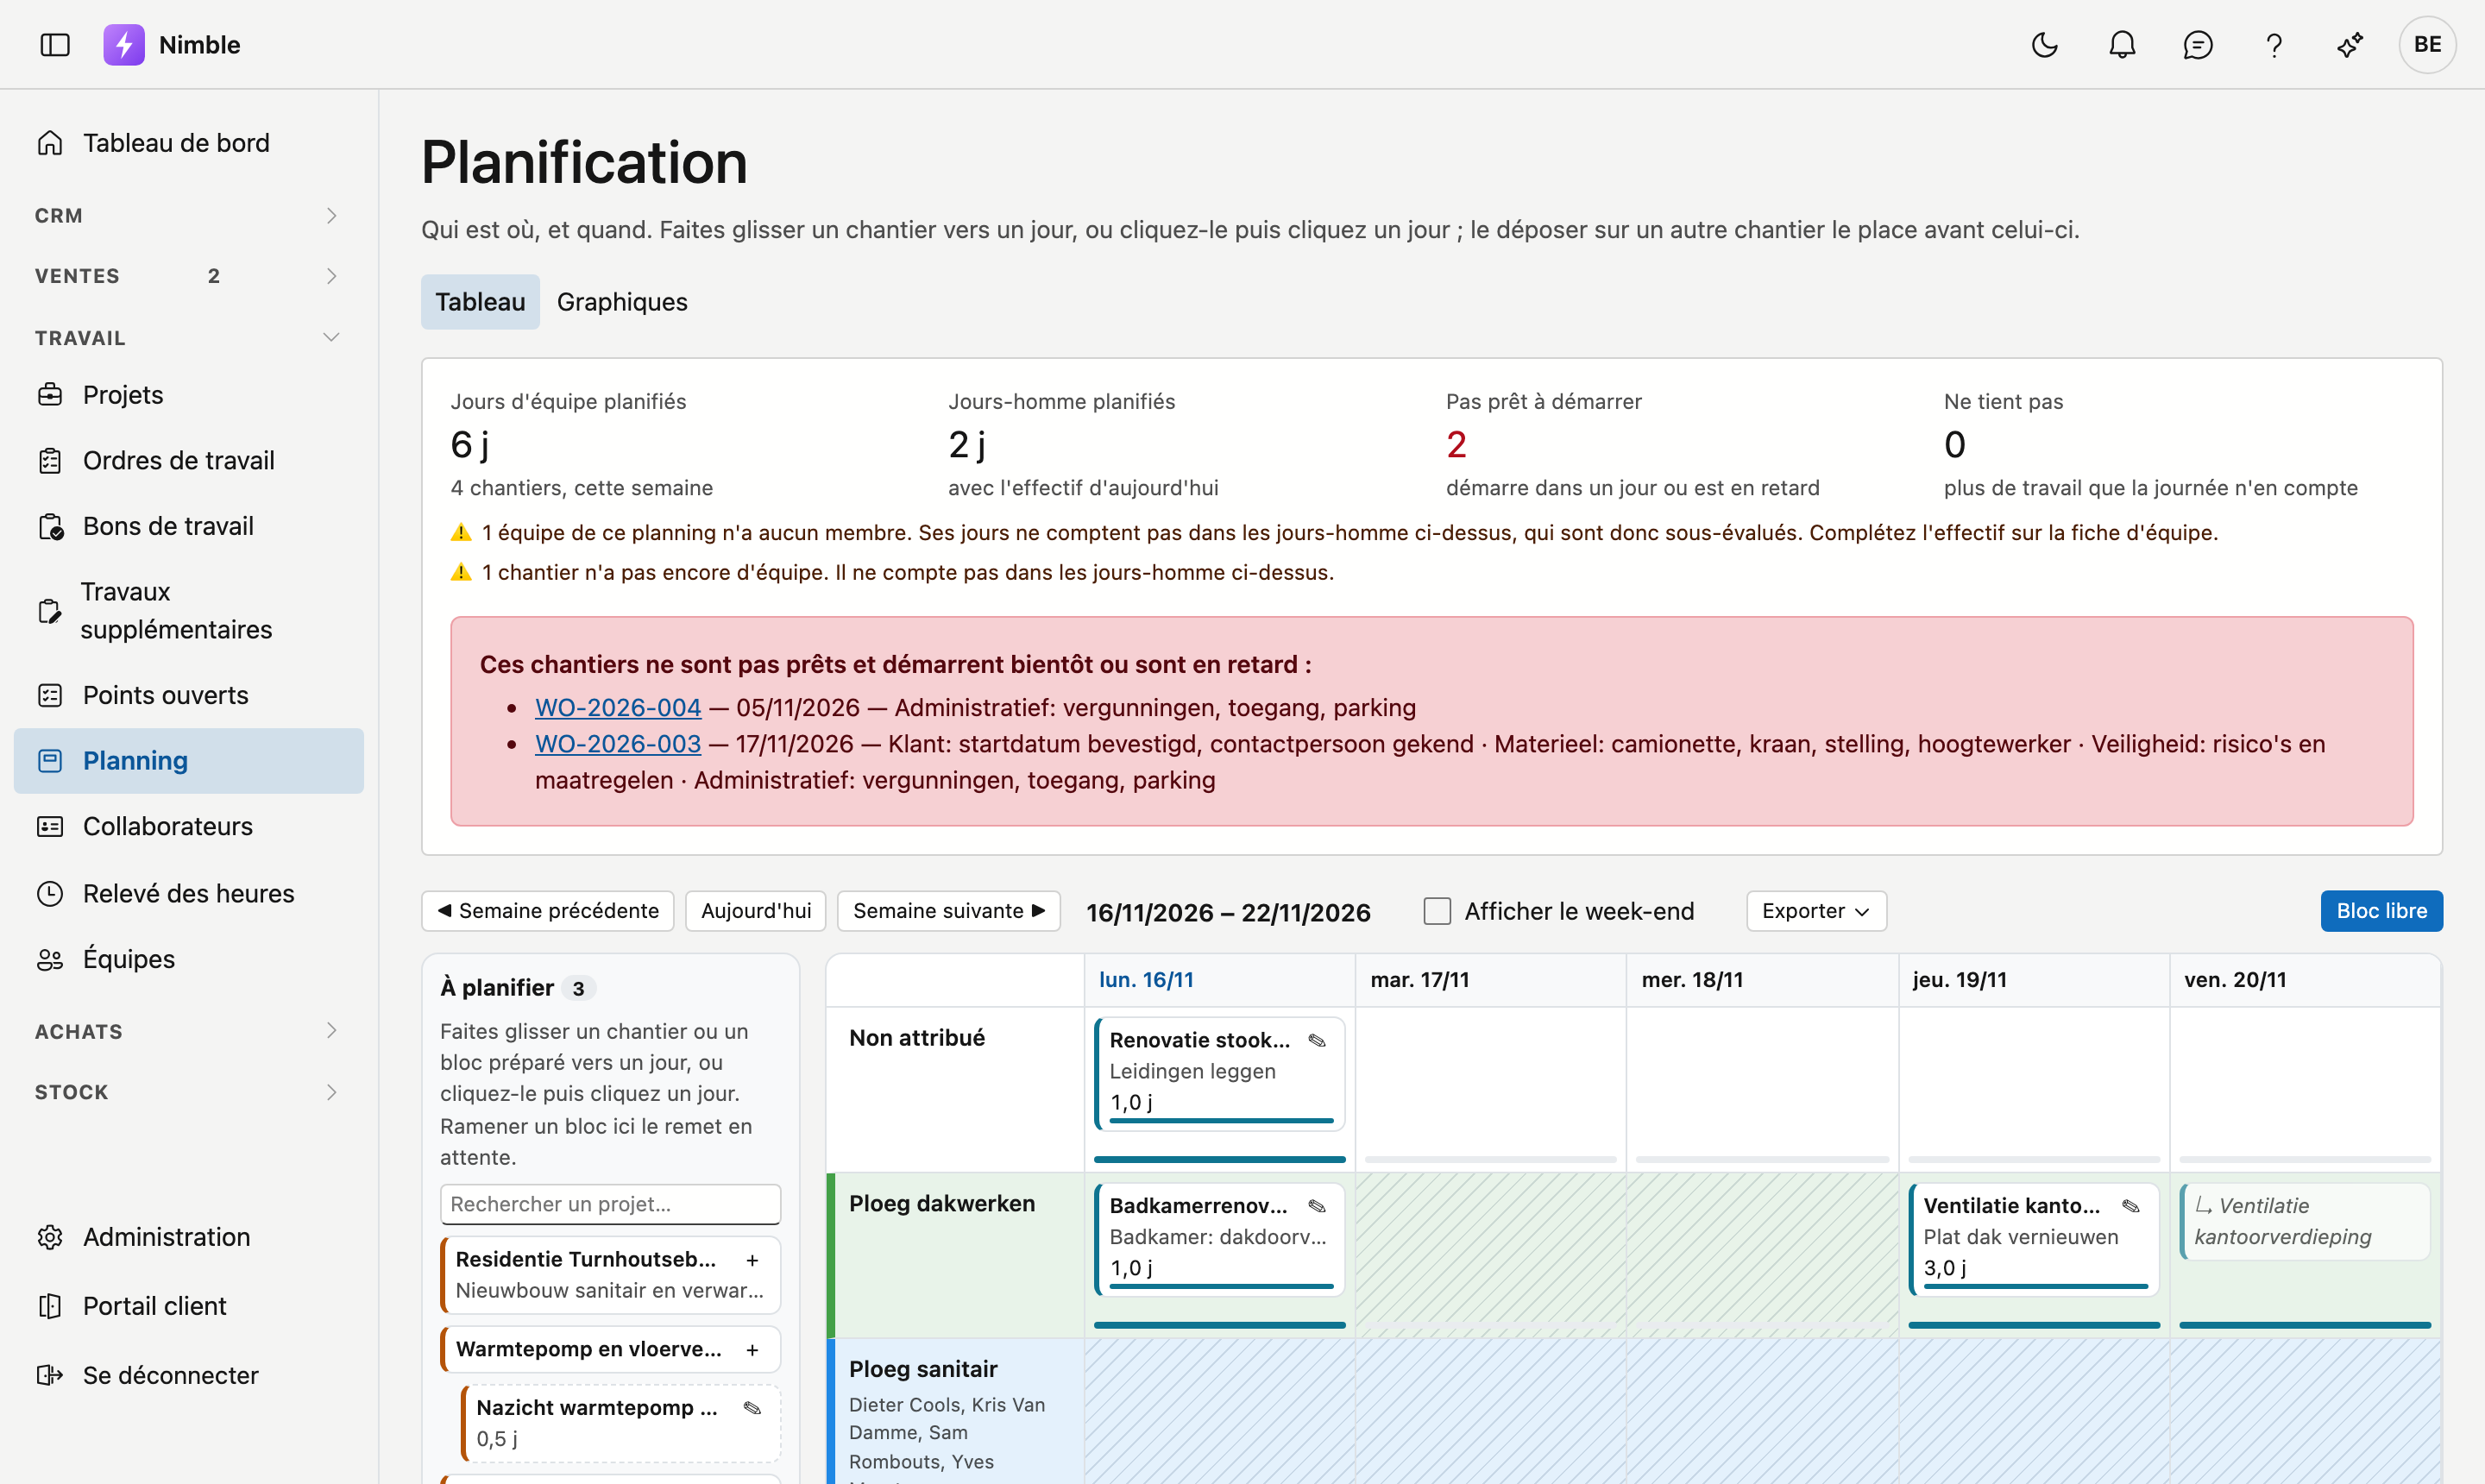 Nimble
BE
Tableau de bord
CRM
VENTES 2
TRAVAIL
Projets
Ordres de travail
Bons de travail
Travaux
supplémentaires
Points ouverts
Planning
Collaborateurs
Relevé des heures
Équipes
ACHATS
STOCK
Administration
Portail client
Se déconnecter
Planification
Qui est où, et quand. Faites glisser un chantier vers un jour, ou cliquez-le puis cliquez un jour ; le déposer sur un autre chantier le place avant celui-ci.
Tableau Graphiques
Jours d'équipe planifiés
6 j
4 chantiers, cette semaine
Jours-homme planifiés
2 j
avec l'effectif d'aujourd'hui
Pas prêt à démarrer
2
démarre dans un jour ou est en retard
Ne tient pas
0
plus de travail que la journée n'en compte
1 équipe de ce planning n'a aucun membre. Ses jours ne comptent pas dans les jours-homme ci-dessus, qui sont donc sous-évalués. Complétez l'effectif sur la fiche d'équipe.
1 chantier n'a pas encore d'équipe. Il ne compte pas dans les jours-homme ci-dessus.
Ces chantiers ne sont pas prêts et démarrent bientôt ou sont en retard :
• WO-2026-004 — 05/11/2026 — Administratief: vergunningen, toegang, parking
• WO-2026-003 — 17/11/2026 — Klant: startdatum bevestigd, contactpersoon gekend · Materieel: camionette, kraan, stelling, hoogtewerker · Veiligheid: risico's en
maatregelen · Administratief: vergunningen, toegang, parking
◀ Semaine précédente Aujourd'hui Semaine suivante ▶ 16/11/2026 – 22/11/2026 Afficher le week-end Exporter Bloc libre
À planifier 3
Faites glisser un chantier ou un
bloc préparé vers un jour, ou
cliquez-le puis cliquez un jour.
Ramener un bloc ici le remet en
attente.
Rechercher un projet…
Residentie Turnhoutseb... +
Nieuwbouw sanitair en verwar...
Warmtepomp en vloerve... +
Nazicht warmtepomp ...
0,5 j
lun. 16/11 mar. 17/11 mer. 18/11 jeu. 19/11 ven. 20/11
Non attribué
Renovatie stook...
Leidingen leggen
1,0 j
Ploeg dakwerken
Badkamerrenov...
Badkamer: dakdoorv...
1,0 j
Ventilatie kanto...
Plat dak vernieuwen
3,0 j
Ventilatie
kantoorverdieping
Ploeg sanitair
Dieter Cools, Kris Van
Damme, Sam
Rombouts, Yves